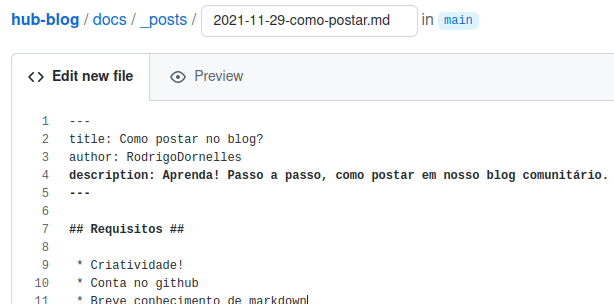 hub-blog / docs / _posts / 2021-11-29-como-postar.md in main
Edit new file Preview
1 ---
2 title: Como postar no blog?
3 author: RodrigoDornelles
4 description: Aprenda! Passo a passo, como postar em nosso blog comunitário.
5 ---
6
7 ## Requisitos ##
8
9 * Criatividade!
10 * Conta no github
11 * Breve conhecimento de markdown